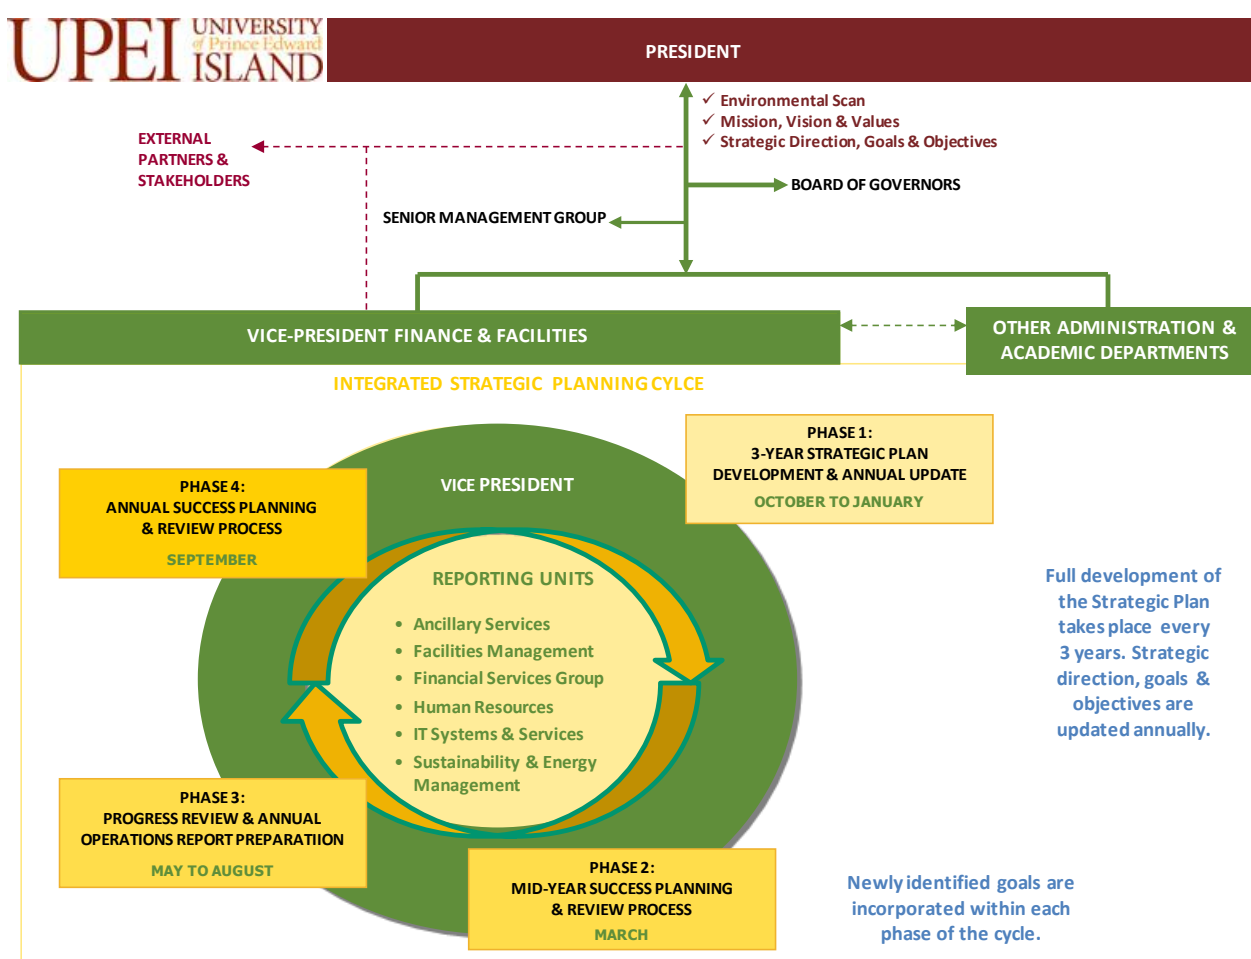 UPEI
UNIVERSITY
of Prince Edward
ISLAND
PRESIDENT
✓ Environmental Scan
✓ Mission, Vision & Values
✓ Strategic Direction, Goals & Objectives
EXTERNAL
PARTNERS &
STAKEHOLDERS
BOARD OF GOVERNORS
SENIOR MANAGEMENT GROUP
VICE-PRESIDENT FINANCE & FACILITIES
OTHER ADMINISTRATION &
ACADEMIC DEPARTMENTS
INTEGRATED STRATEGIC PLANNING CYLCE
PHASE 1:
3-YEAR STRATEGIC PLAN
DEVELOPMENT & ANNUAL UPDATE
OCTOBER TO JANUARY
VICE PRESIDENT
PHASE 4:
ANNUAL SUCCESS PLANNING
& REVIEW PROCESS
SEPTEMBER
REPORTING UNITS
• Ancillary Services
• Facilities Management
• Financial Services Group
• Human Resources
• IT Systems & Services
• Sustainability & Energy
Management
Full development of
the Strategic Plan
takes place every
3 years. Strategic
direction, goals &
objectives are
updated annually.
PHASE 3:
PROGRESS REVIEW & ANNUAL
OPERATIONS REPORT PREPARATIION
MAY TO AUGUST
PHASE 2:
MID-YEAR SUCCESS PLANNING
& REVIEW PROCESS
MARCH
Newly identified goals are
incorporated within each
phase of the cycle.